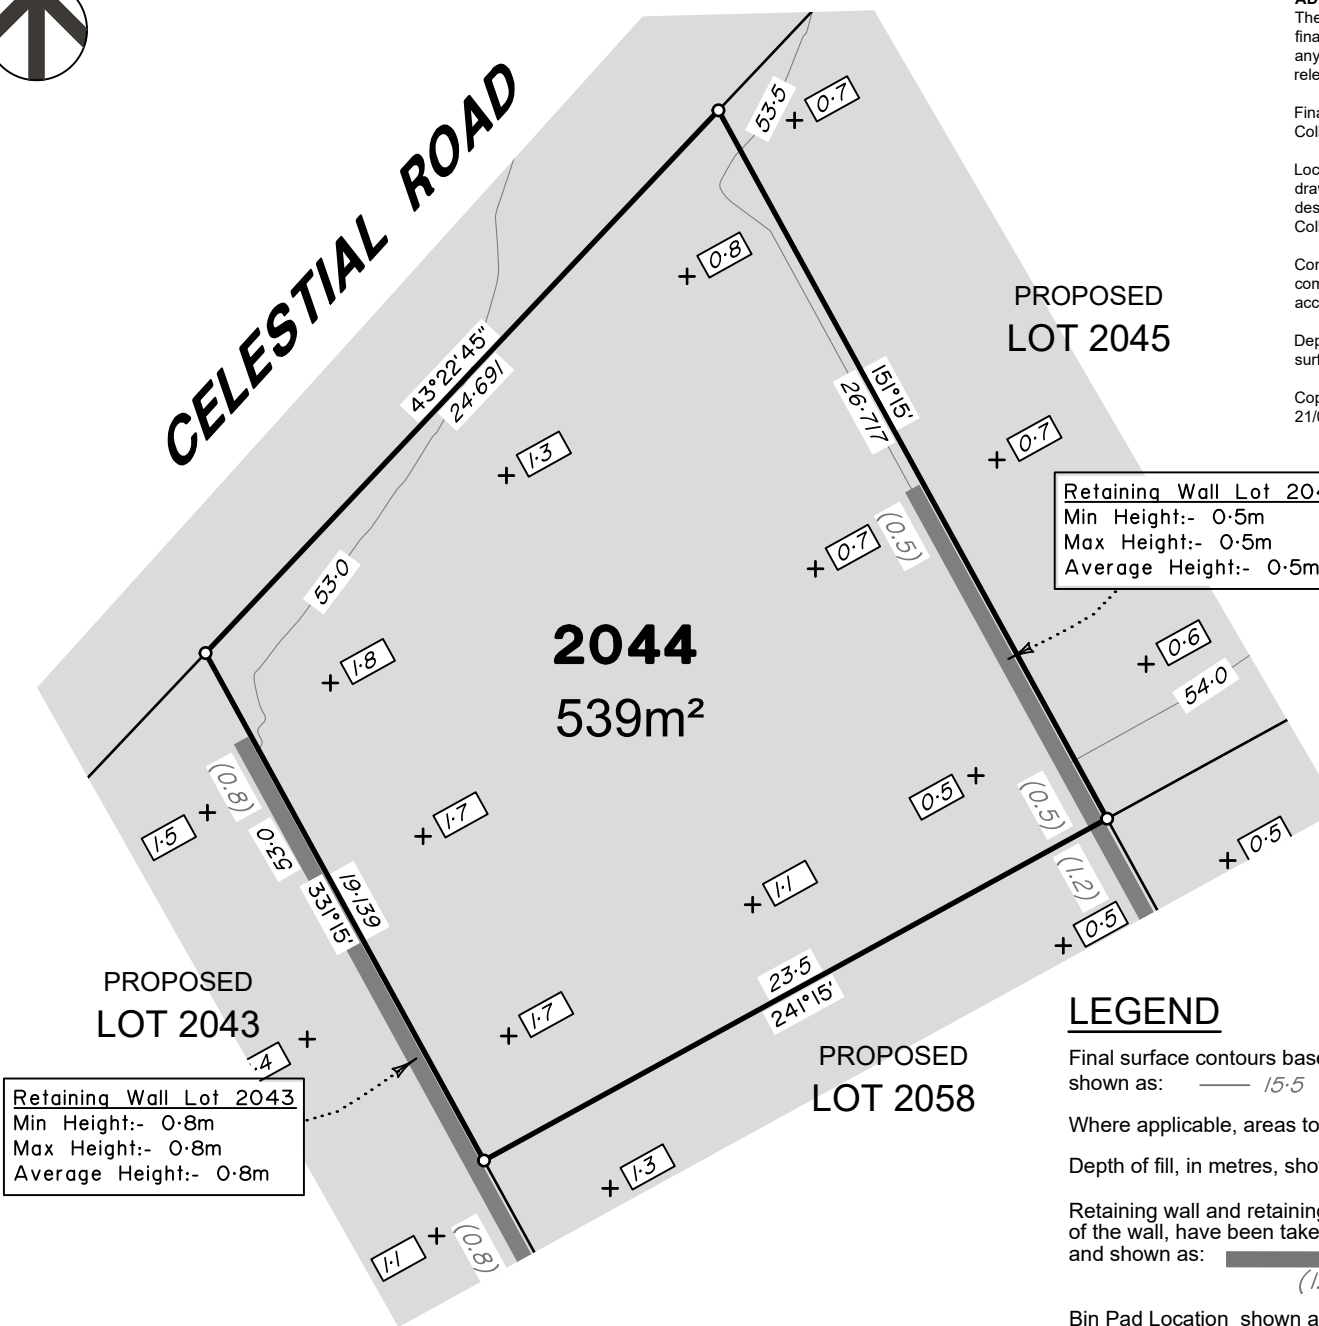 CELESTIAL ROAD
53·5
0·7
0·8
43°22'45"
24·691
PROPOSED
LOT 2045
151°15'
26·717
1·3
0·7
0·7
(0.5)
Retaining Wall Lot
Min Height:- 0·5m
Max Height:- 0·5m
Average Height:- 0·5m
53·0
2044
539m²
1·8
0·6
54·0
(0.8)
1·5
53·0
1·7
0·5
(0.5)
0·5
331°15'
19·139
1·1
(1.2)
0·5
23·5
241°15'
PROPOSED
LOT 2043
·4
1·7
PROPOSED
LOT 2058
Retaining Wall Lot 2043
Min Height:- 0·8m
Max Height:- 0·8m
Average Height:- 0·8m
1·3
1·1
(0.8)
LEGEND
Final surface contours
shown as: 15·5
Where applicable, areas to
Depth of fill, in metres,
Retaining wall and retaining
of the wall, have been
and shown as:
Bin Pad Location shown